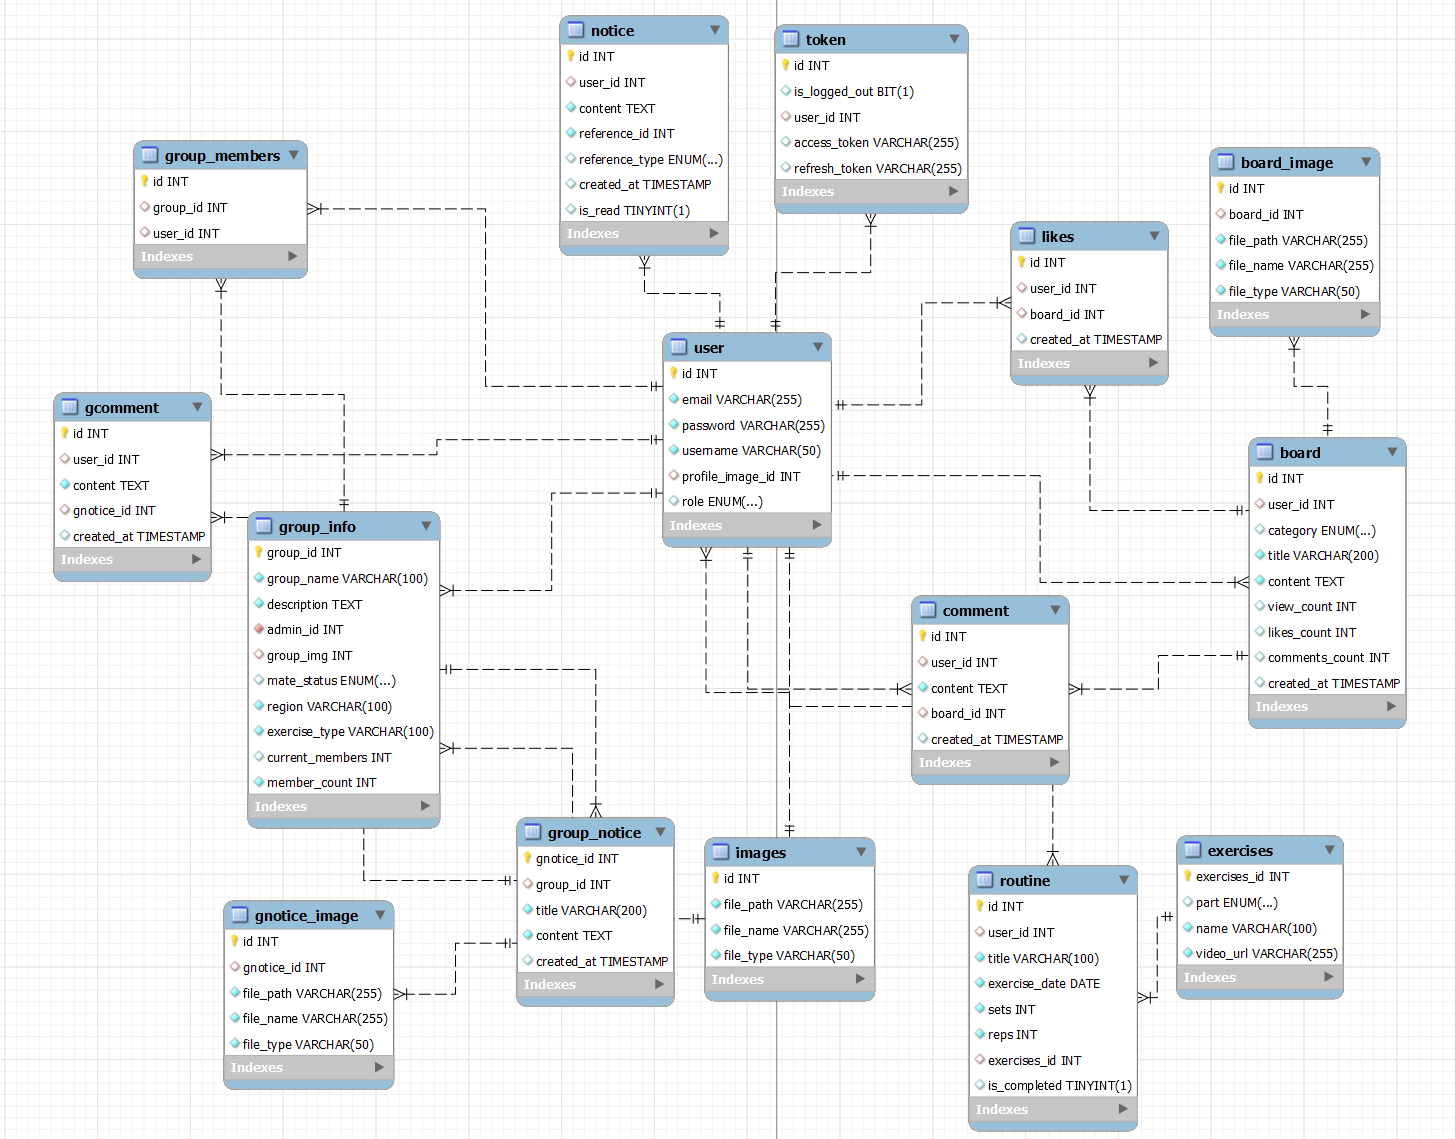 notice
id INT
user_id INT
content TEXT
reference_id INT
reference_type ENUM(...)
created_at TIMESTAMP
is_read TINYINT(1)
Indexes
token
id INT
is_logged_out BIT(1)
user_id INT
access_token VARCHAR(255)
refresh_token VARCHAR(255)
Indexes
group_members
id INT
group_id INT
user_id INT
Indexes
board_image
id INT
board_id INT
file_path VARCHAR(255)
file_name VARCHAR(255)
file_type VARCHAR(50)
Indexes
likes
id INT
user_id INT
board_id INT
created_at TIMESTAMP
Indexes
user
id INT
email VARCHAR(255)
password VARCHAR(255)
username VARCHAR(50)
profile_image_id INT
role ENUM(...)
Indexes
gcomment
id INT
user_id INT
content TEXT
gnotice_id INT
created_at TIMESTAMP
Indexes
board
id INT
user_id INT
category ENUM(...)
title VARCHAR(200)
content TEXT
view_count INT
likes_count INT
comments_count INT
created_at TIMESTAMP
Indexes
group_info
group_id INT
group_name VARCHAR(100)
description TEXT
admin_id INT
group_img INT
mate_status ENUM(...)
region VARCHAR(100)
exercise_type VARCHAR(100)
current_members INT
member_count INT
Indexes
comment
id INT
user_id INT
content TEXT
board_id INT
created_at TIMESTAMP
Indexes
group_notice
gnotice_id INT
group_id INT
title VARCHAR(200)
content TEXT
created_at TIMESTAMP
Indexes
images
id INT
file_path VARCHAR(255)
file_name VARCHAR(255)
file_type VARCHAR(50)
Indexes
exercises
exercises_id INT
part ENUM(...)
name VARCHAR(100)
video_url VARCHAR(255)
Indexes
routine
id INT
user_id INT
title VARCHAR(100)
exercise_date DATE
sets INT
reps INT
exercises_id INT
is_completed TINYINT(1)
Indexes
gnotice_image
id INT
gnotice_id INT
file_path VARCHAR(255)
file_name VARCHAR(255)
file_type VARCHAR(50)
Indexes